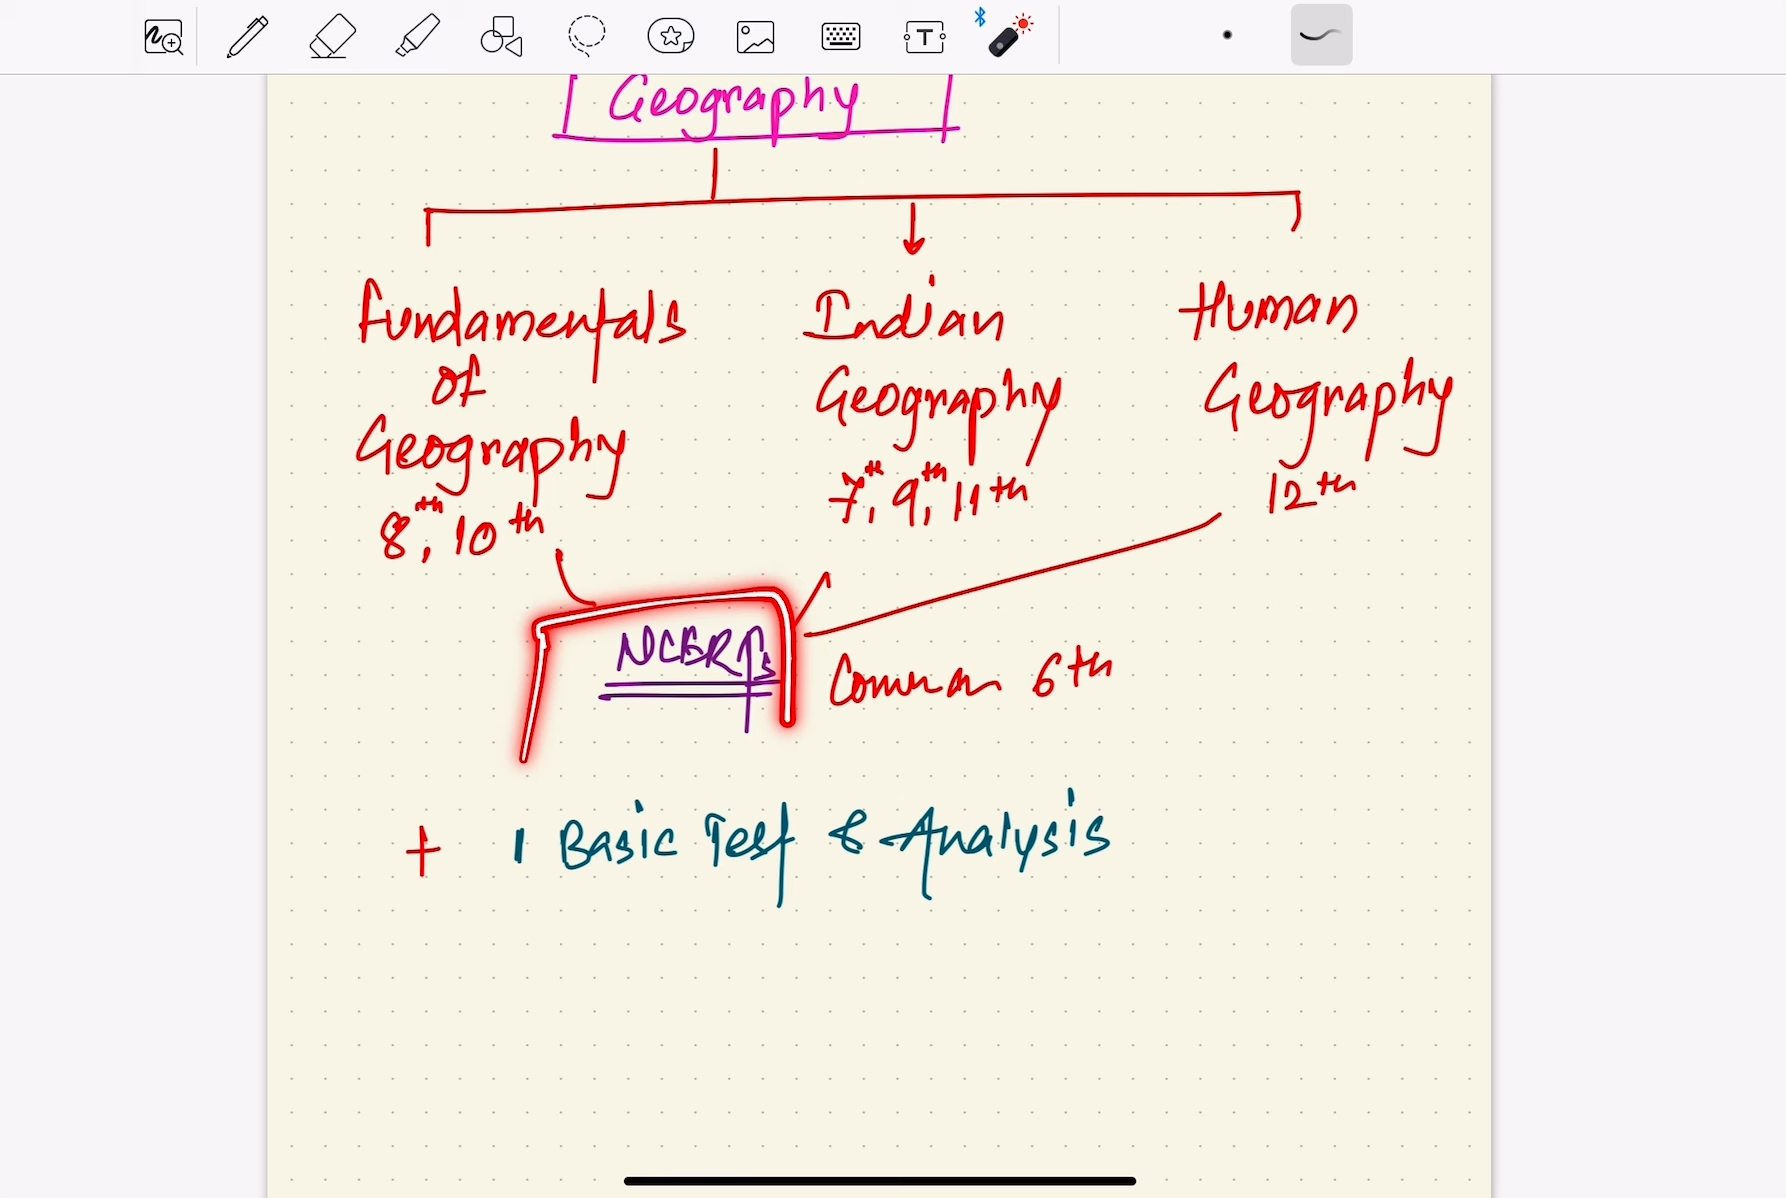 Geography
Fundamentals
of
Geography
8th, 10th
Indian
Geography
7th, 9th, 11th
Human
Geography
12th
NCERTs
Common 6th
+ 1 Basic Test & Analysis